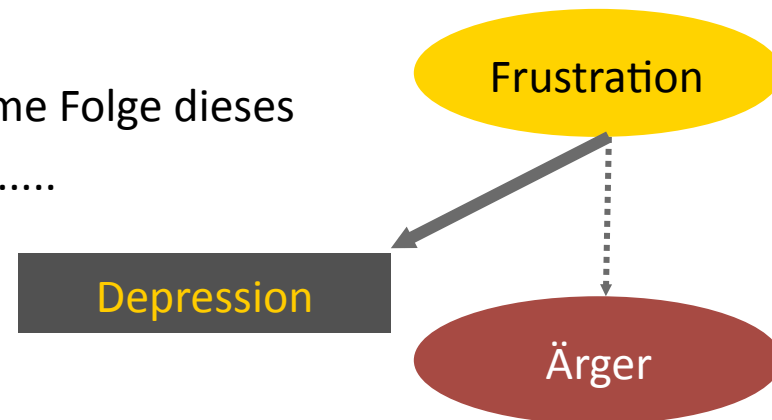 Frustration
me Folge dieses
.....
Depression
Ärger